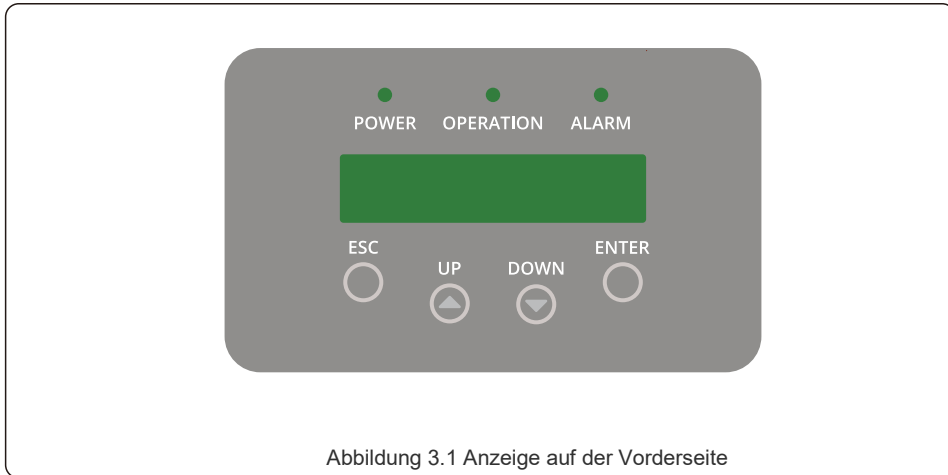 POWER OPERATION ALARM
ESC UP DOWN ENTER
Abbildung 3.1 Anzeige auf der Vorderseite